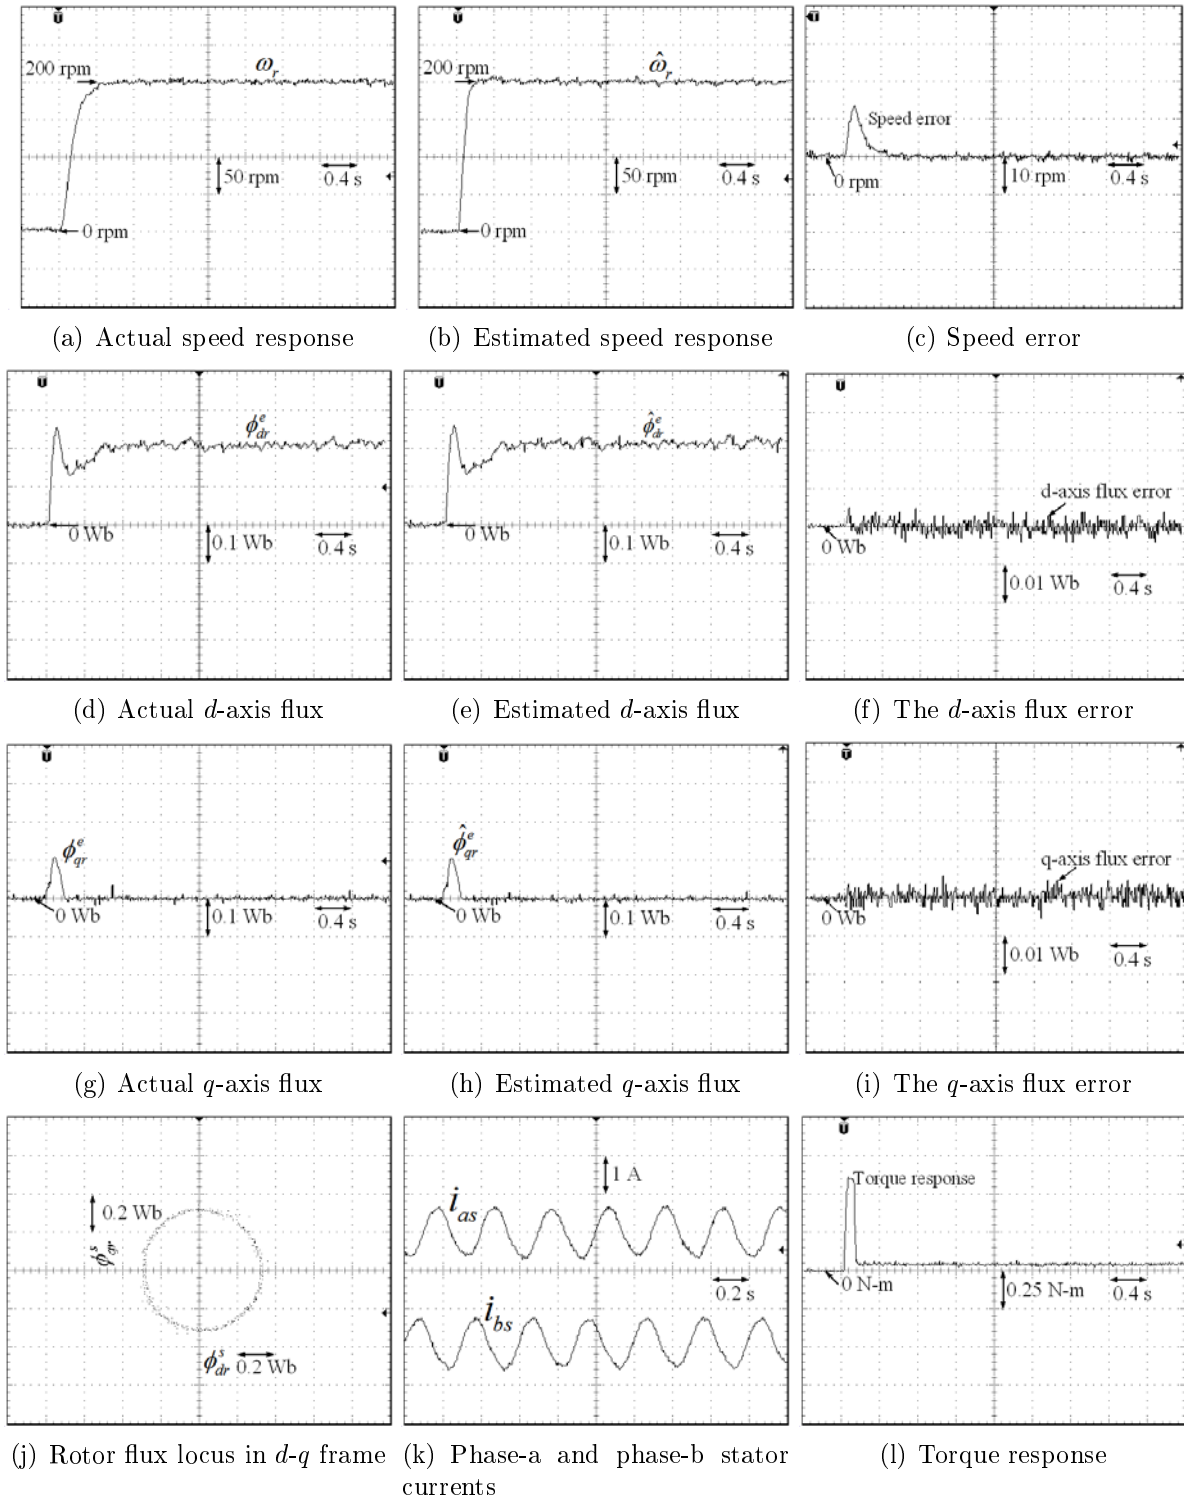 T
T
T
200 rpm
ω_r
200 rpm
ω̂_r
Speed error
50 rpm
0.4 s
50 rpm
0.4 s
0 rpm
10 rpm
0.4 s
0 rpm
0 rpm
(a) Actual speed response
(b) Estimated speed response
(c) Speed error
T
T
T
ϕ^e_dr
ϕ̂^e_dr
d-axis flux error
0 Wb
0.1 Wb
0.4 s
0 Wb
0.1 Wb
0.4 s
0 Wb
0.01 Wb
0.4 s
(d) Actual d-axis flux
(e) Estimated d-axis flux
(f) The d-axis flux error
T
T
T
ϕ^e_qr
ϕ̂^e_qr
q-axis flux error
0 Wb
0.1 Wb
0.4 s
0 Wb
0.1 Wb
0.4 s
0 Wb
0.01 Wb
0.4 s
(g) Actual q-axis flux
(h) Estimated q-axis flux
(i) The q-axis flux error
T
0.2 Wb
ϕ^s_qr
ϕ^s_dr
0.2 Wb
1 A
i_as
0.2 s
i_bs
Torque response
0 N-m
0.25 N-m
0.4 s
(j) Rotor flux locus in d-q frame
(k) Phase-a and phase-b stator
currents
(l) Torque response